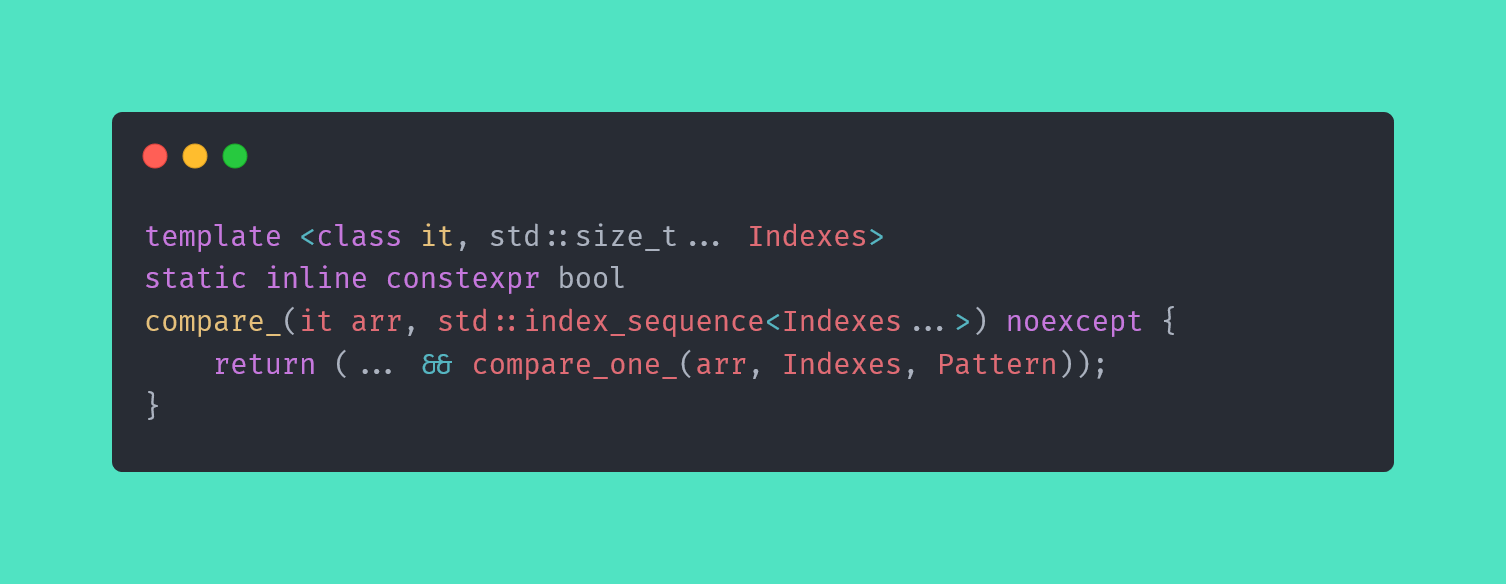 template <class it, std::size_t... Indexes>
static inline constexpr bool
compare_(it arr, std::index_sequence<Indexes...>) noexcept {
    return (... && compare_one_(arr, Indexes, Pattern));
}